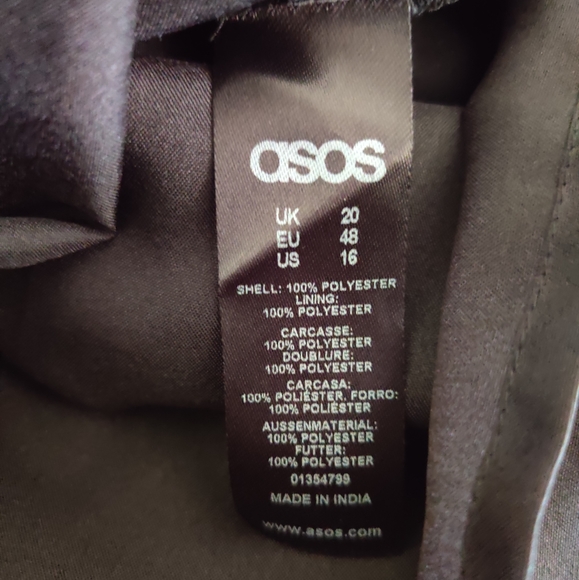 asos
UK 20
EU 48
US 16
SHELL: 100% POLYESTER
LINING:
100% POLYESTER
CARCASSE:
100% POLYESTER
DOUBLURE:
100% POLYESTER
CARCASA:
100% POLIÉSTER, FORRO:
100% POLIÉSTER
AUSSENMATERIAL:
100% POLYESTER
FUTTER:
100% POLYESTER
01354799
MADE IN INDIA
www.asos.com